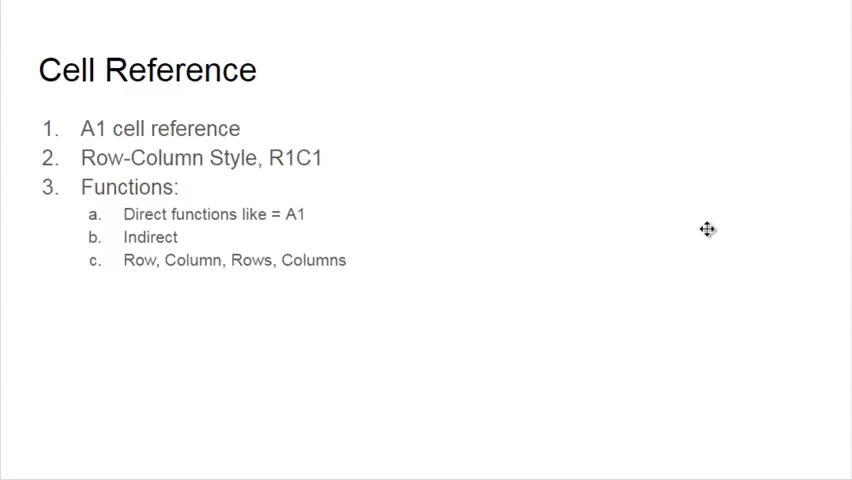 Cell Reference
1. A1 cell reference
2. Row-Column Style, R1C1
3. Functions:
a. Direct functions like = A1
b. Indirect
c. Row, Column, Rows, Columns